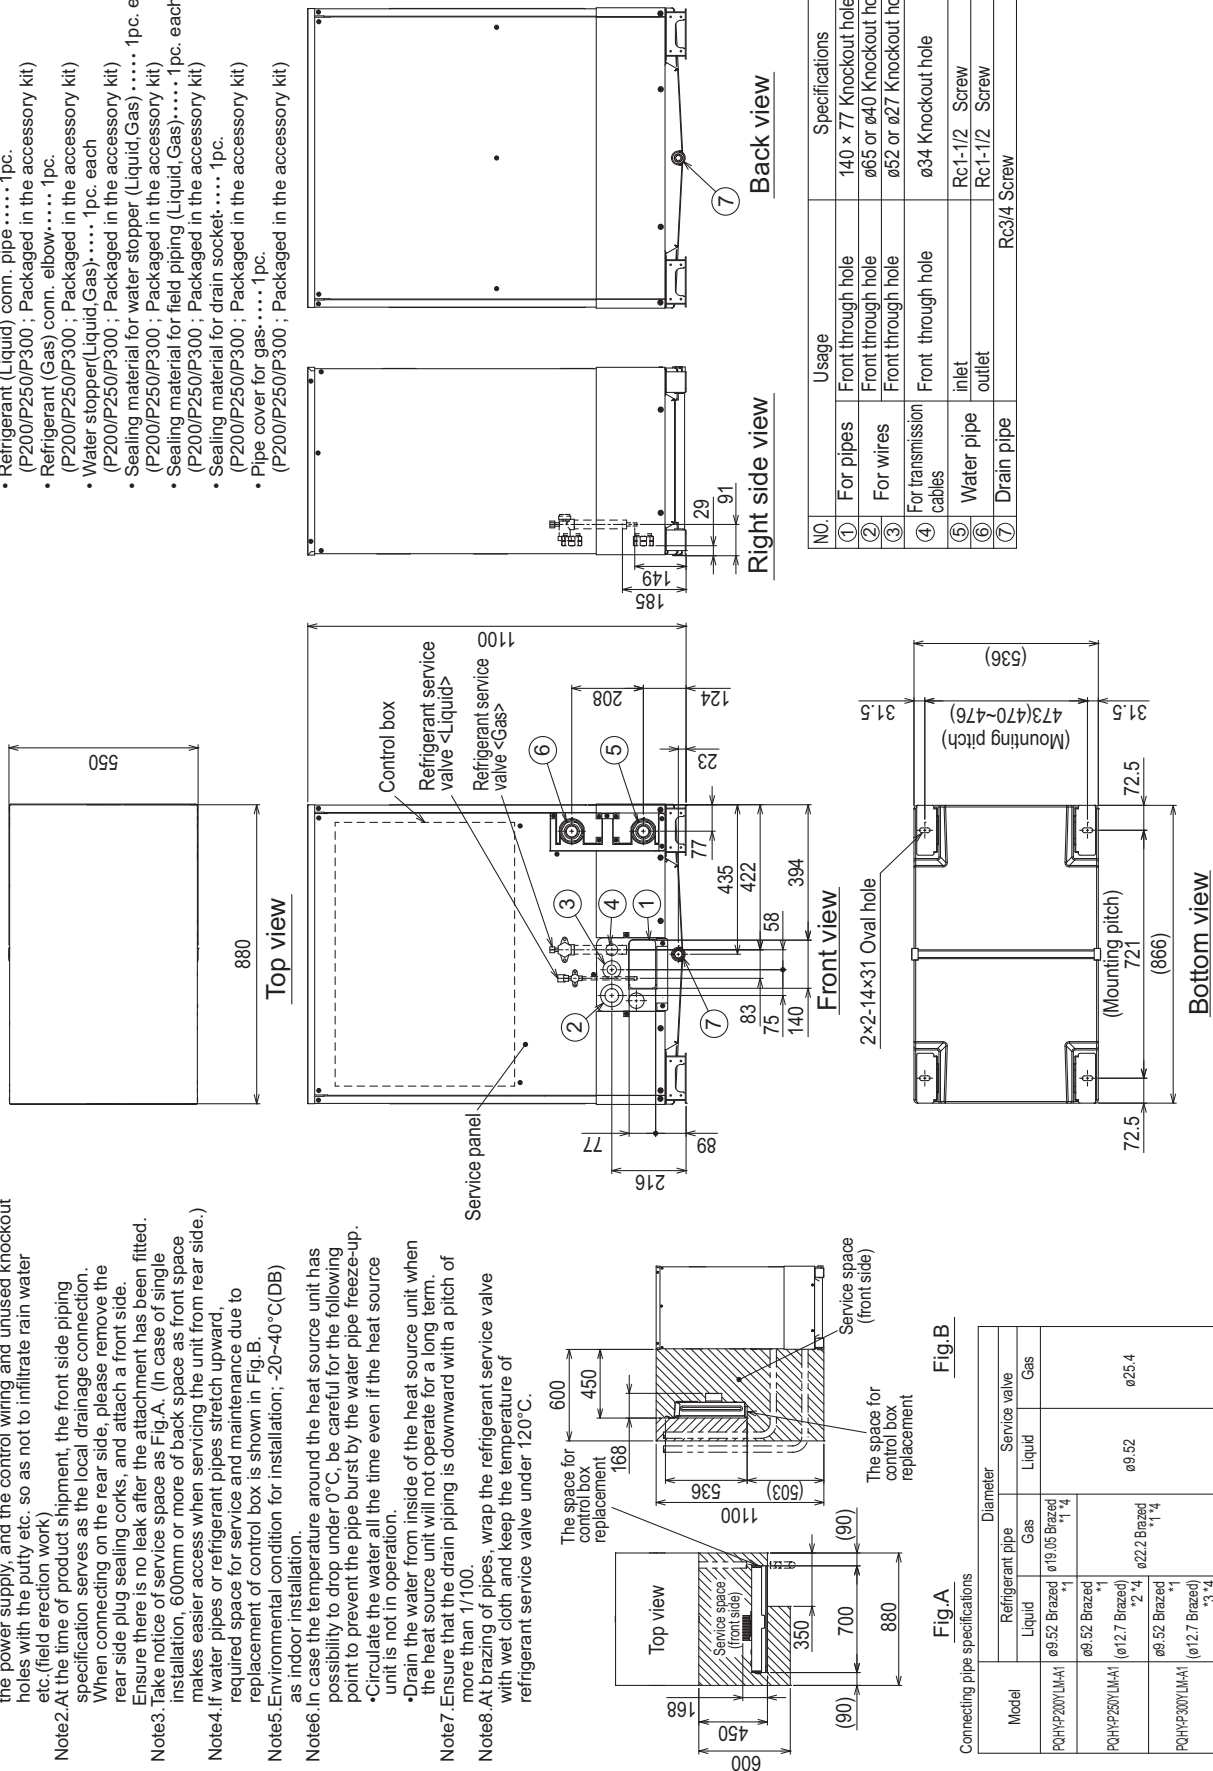 the power supply, and the control wiring and unused knockout
holes with the putty etc. so as not to infiltrate rain water
etc.(field erection work)
Note2.At the time of product shipment, the front side piping
specification serves as the local drainage connection.
When connecting on the rear side, please remove the
rear side plug sealing corks, and attach a front side.
Ensure there is no leak after the attachment has been fitted.
Note3.Take notice of service space as Fig.A. (In case of single
installation, 600mm or more of back space as front space
makes easier access when servicing the unit from rear side.)
Note4.If water pipes or refrigerant pipes stretch upward,
required space for service and maintenance due to
replacement of control box is shown in Fig.B.
Note5.Environmental condition for installation; -20~40°C(DB)
as indoor installation.
Note6.In case the temperature around the heat source unit has
possibility to drop under 0°C, be careful for the following
point to prevent the pipe burst by the water pipe freeze-up.
•Circulate the water all the time even if the heat source
unit is not in operation.
•Drain the water from inside of the heat source unit when
the heat source unit will not operate for a long term.
Note7.Ensure that the drain piping is downward with a pitch of
more than 1/100.
Note8.At brazing of pipes, wrap the refrigerant service valve
with wet cloth and keep the temperature of
refrigerant service valve under 120°C.
550
880
Top view
• Refrigerant (Liquid) conn. pipe ····· 1pc.
(P200/P250/P300 ; Packaged in the accessory kit)
• Refrigerant (Gas) conn. elbow····· 1pc.
(P200/P250/P300 ; Packaged in the accessory kit)
• Water stopper(Liquid,Gas)····· 1pc. each
(P200/P250/P300 ; Packaged in the accessory kit)
• Sealing material for water stopper (Liquid,Gas) ····· 1pc. e
(P200/P250/P300 ; Packaged in the accessory kit)
• Sealing material for field piping (Liquid,Gas)····· 1pc. each
(P200/P250/P300 ; Packaged in the accessory kit)
• Sealing material for drain socket····· 1pc.
(P200/P250/P300 ; Packaged in the accessory kit)
• Pipe cover for gas····· 1pc.
(P200/P250/P300 ; Packaged in the accessory kit)
Service panel
Control box
Refrigerant service
valve <Liquid>
Refrigerant service
valve <Gas>
⑥
⑤
③
④
①
②
⑦
1100
208
124
23
77
435
422
394
58
83
75
140
77
89
216
Front view
185
149
29
91
Right side view
⑦
Back view
Top view
Service space
(front side)
The space for
control box
replacement
168
450
600
350
(90)
700
(90)
880
Fig.A
600
450
168
536
(503)
1100
Service space
(front side)
The space for
control box
replacement
Fig.B
2×2-14×31 Oval hole
(536)
31.5
473(470~476)
(Mounting pitch)
31.5
72.5
(Mounting pitch)
721
72.5
(866)
Bottom view
NO. Usage Specifications
① For pipes Front through hole 140 × 77 Knockout hole
② For wires Front through hole ø65 or ø40 Knockout ho
③ Front through hole ø52 or ø27 Knockout ho
④ For transmission cables Front through hole ø34 Knockout hole
⑤ Water pipe inlet Rc1-1/2 Screw
⑥ outlet Rc1-1/2 Screw
⑦ Drain pipe Rc3/4 Screw
Connecting pipe specifications
Model Diameter
Refrigerant pipe Service valve
Liquid Gas Liquid Gas
PQHY-P200YLM-A1 ø9.52 Brazed *1 ø19.05 Brazed *1 *4 ø9.52 ø25.4
PQHY-P250YLM-A1 ø9.52 Brazed *1 (ø12.7 Brazed) *2 *4 ø22.2 Brazed *1 *4
PQHY-P300YLM-A1 ø9.52 Brazed *1 (ø12.7 Brazed) *3 *4